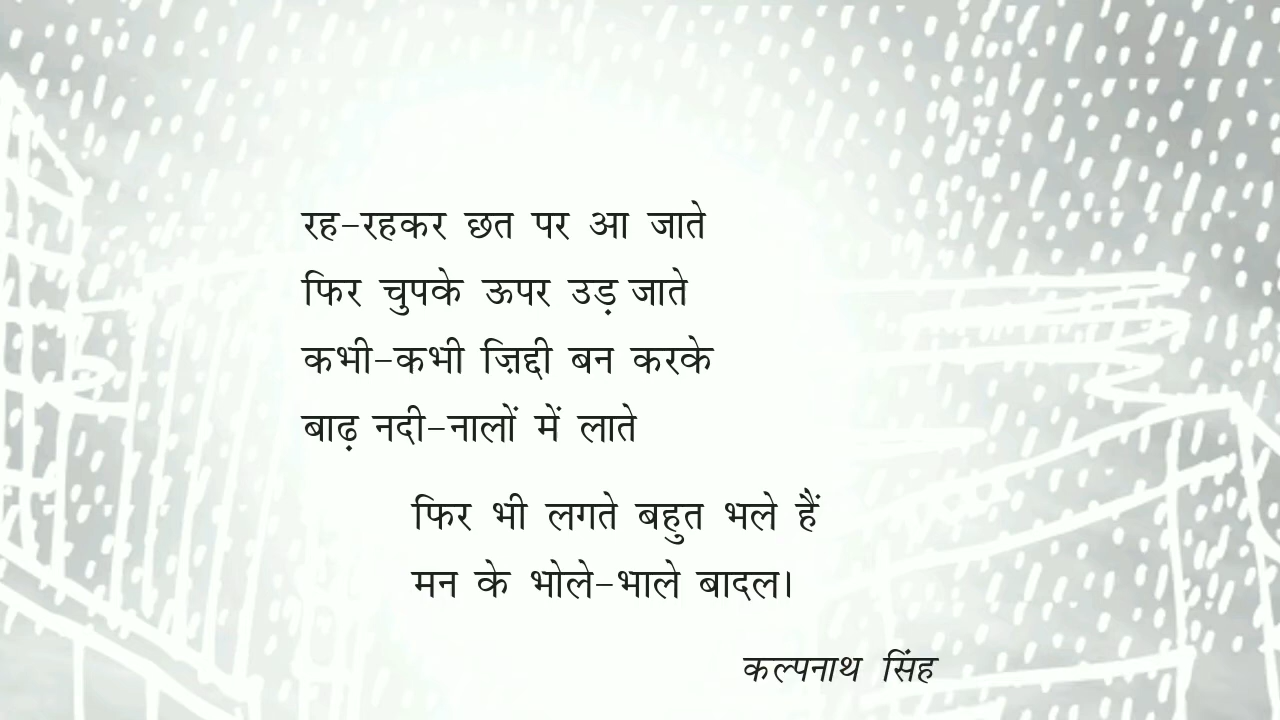 रह-रहकर छत पर आ जाते
फिर चुपके ऊपर उड़ जाते
कभी-कभी ज़िद्दी बन करके
बाढ़ नदी-नालों में लाते
फिर भी लगते बहुत भले हैं
मन के भोले-भाले बादल।
कल्पनाथ सिंह